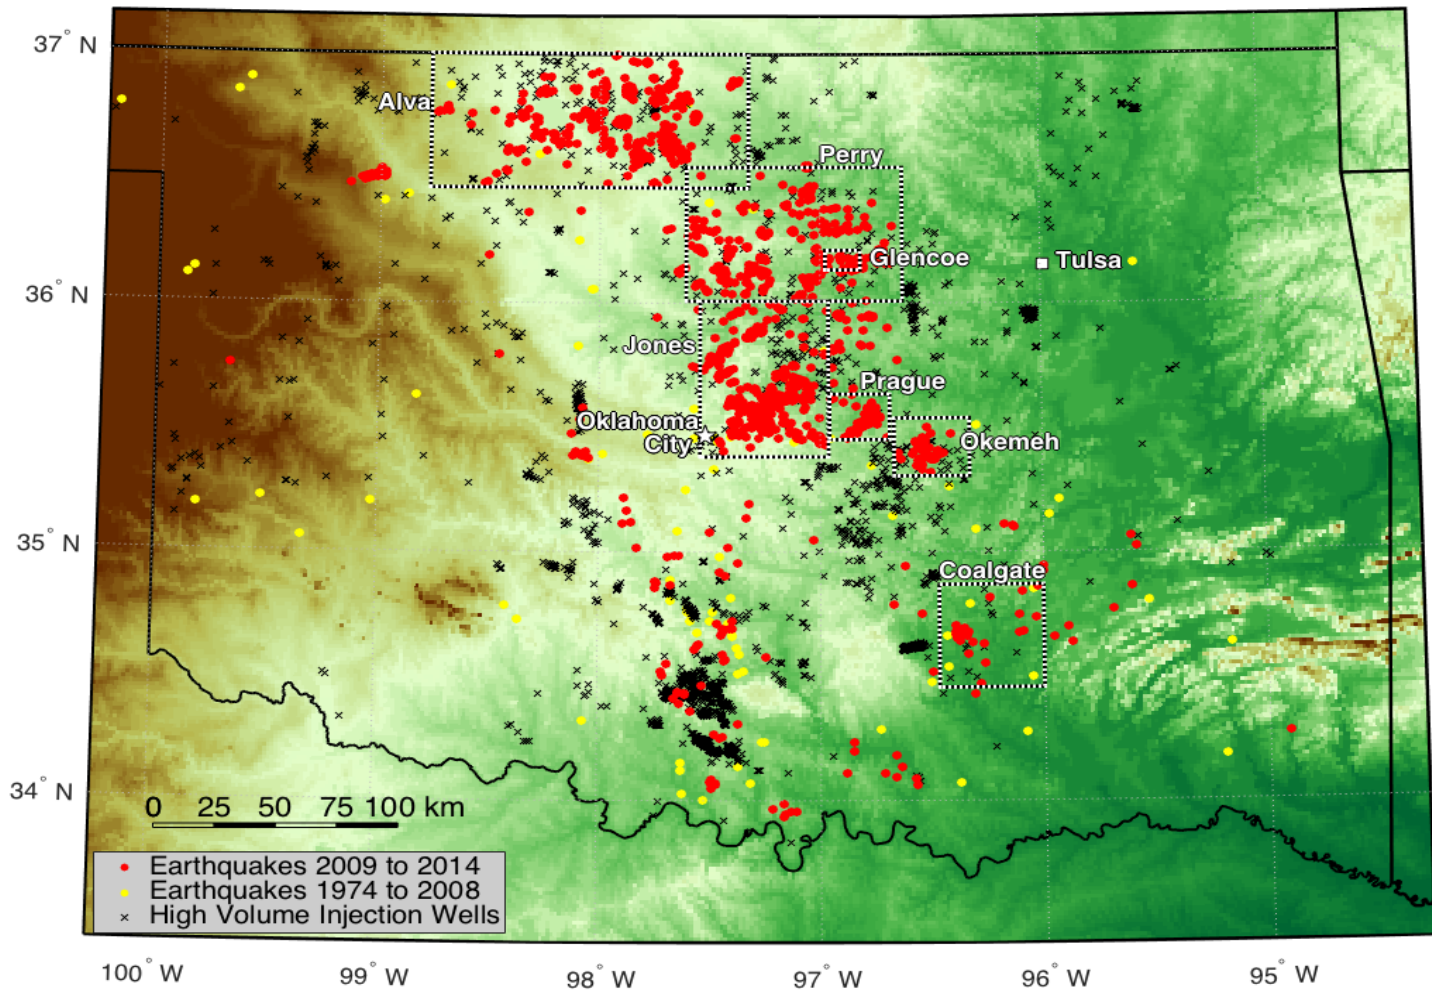 37° N
Alva
Perry
Glencoe
Tulsa
36° N
Jones
Prague
Oklahoma
City
Okemeh
35° N
Coalgate
34° N
0 25 50 75 100 km
Earthquakes 2009 to 2014
Earthquakes 1974 to 2008
High Volume Injection Wells
100° W 99° W 98° W 97° W 96° W 95° W